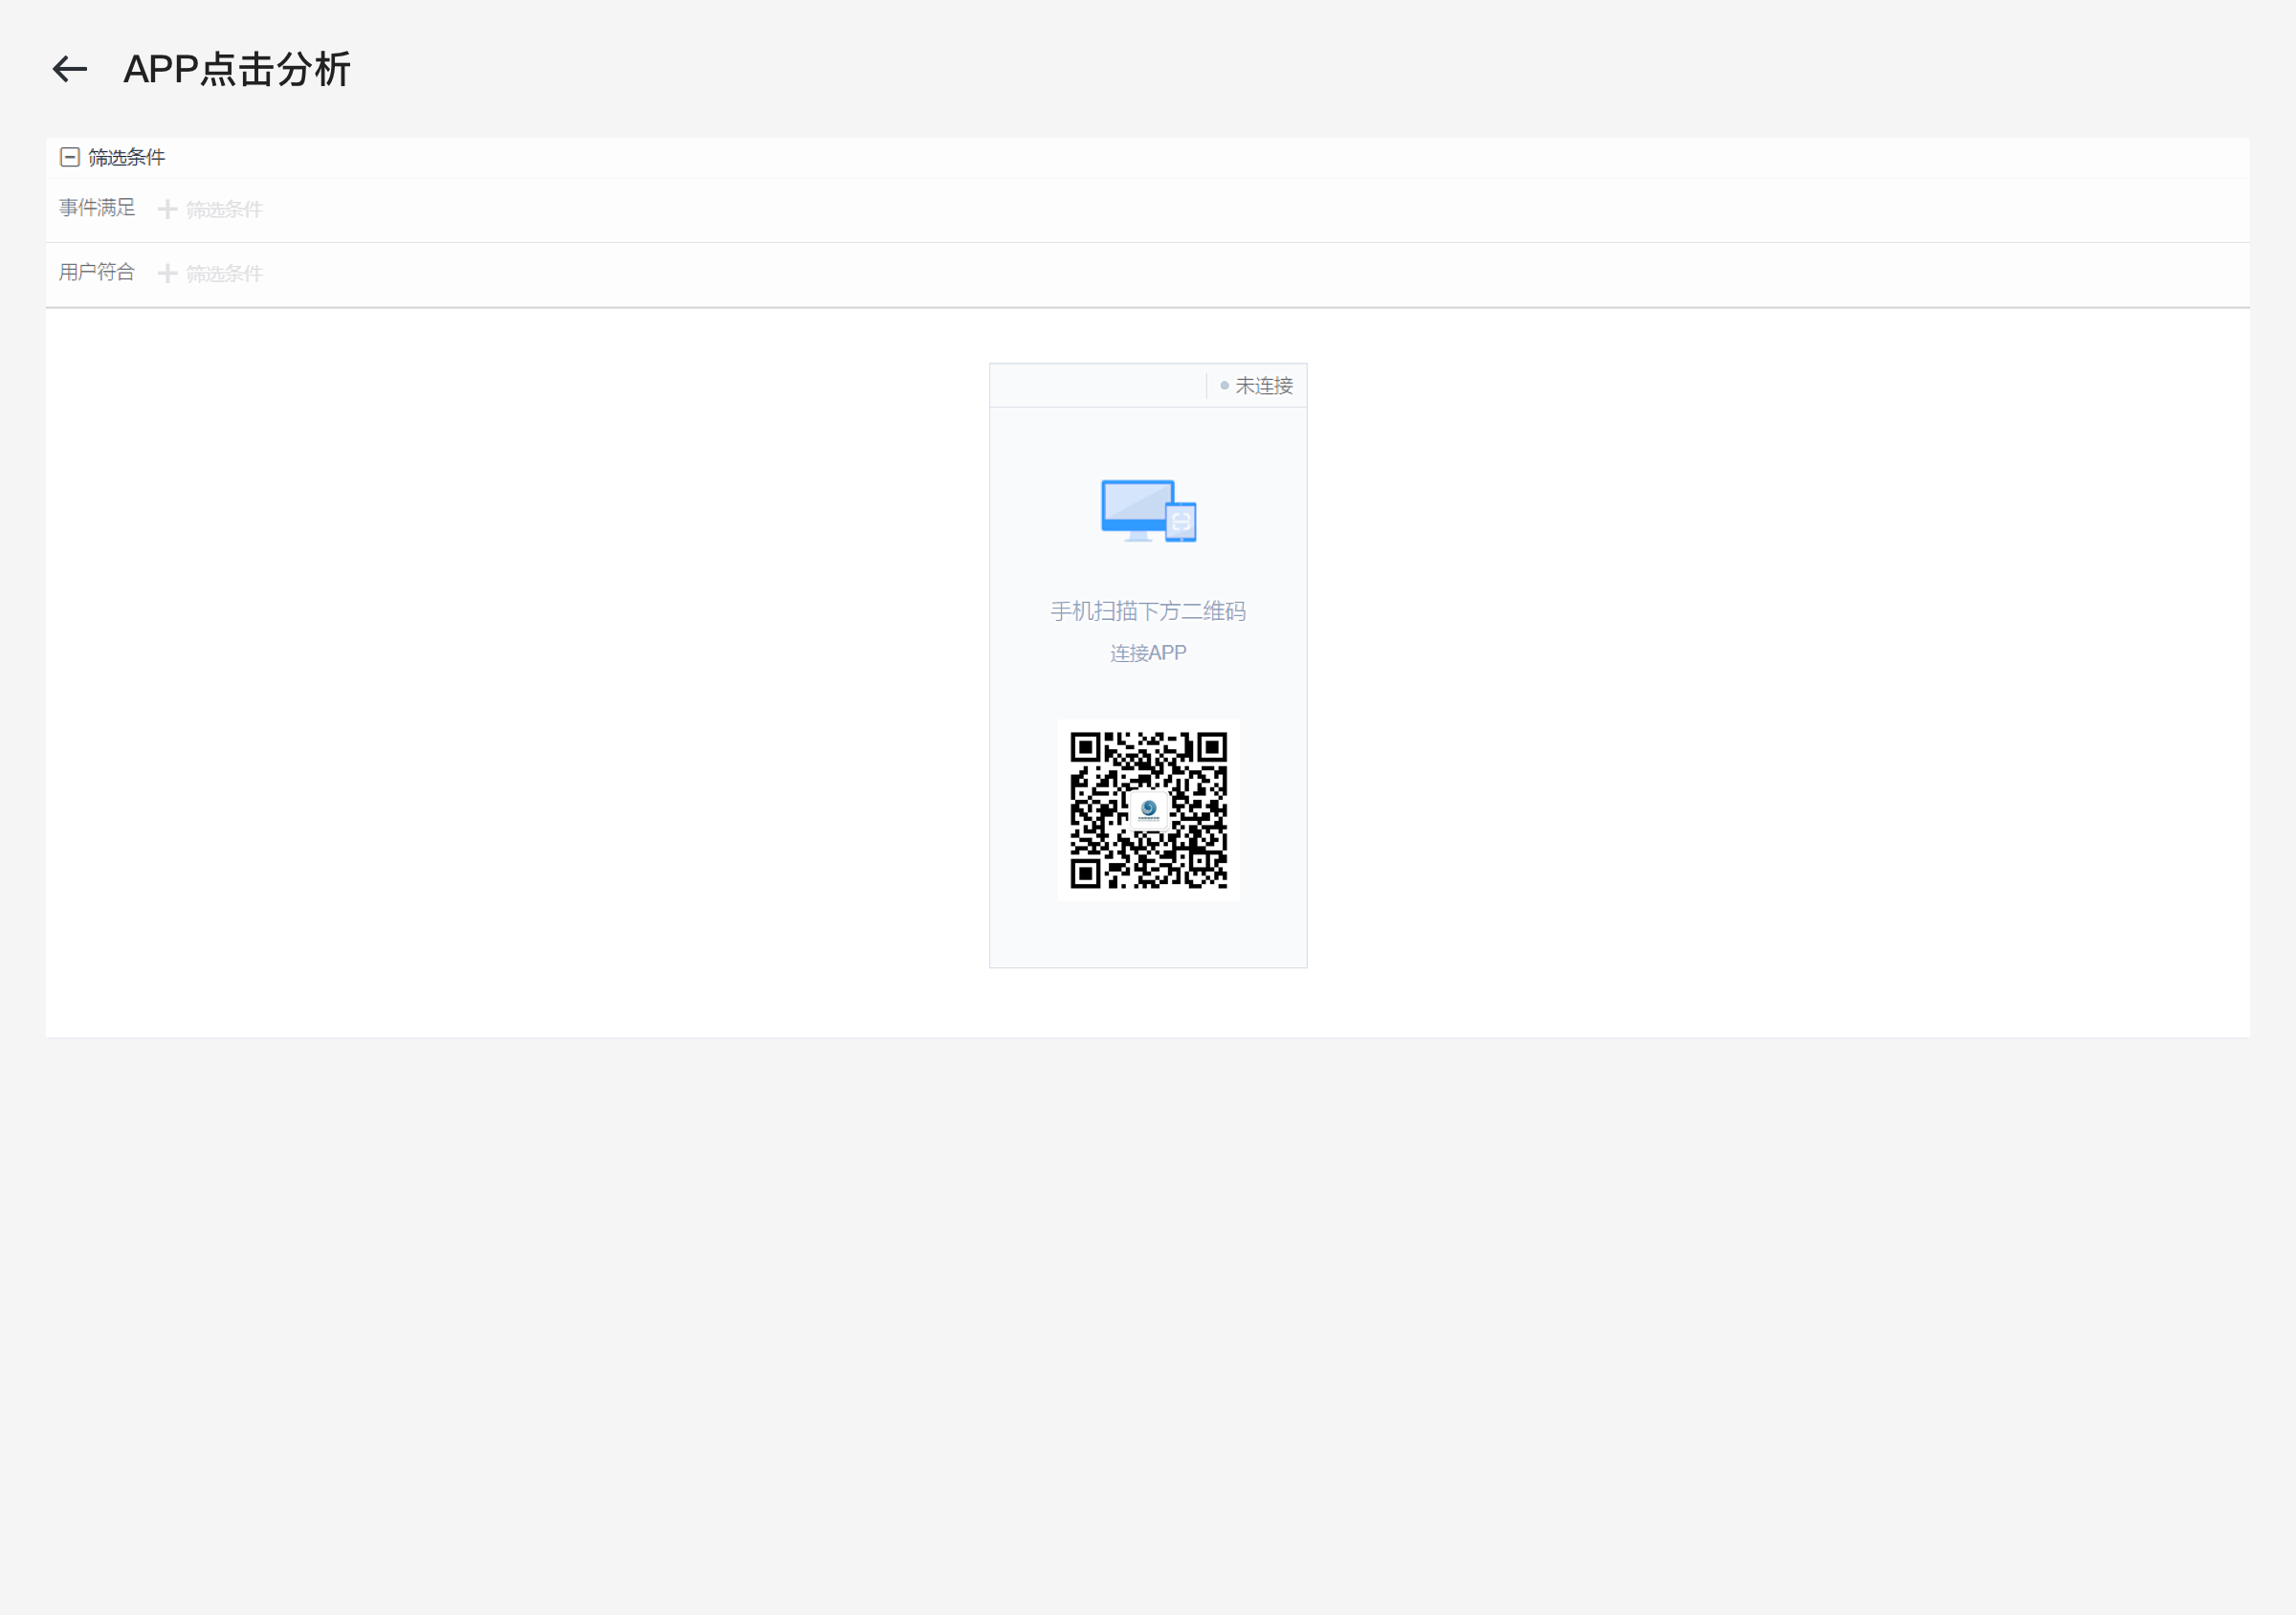 APP点击分析
筛选条件
事件满足 筛选条件
用户符合 筛选条件
未连接
手机扫描下方二维码
连接APP